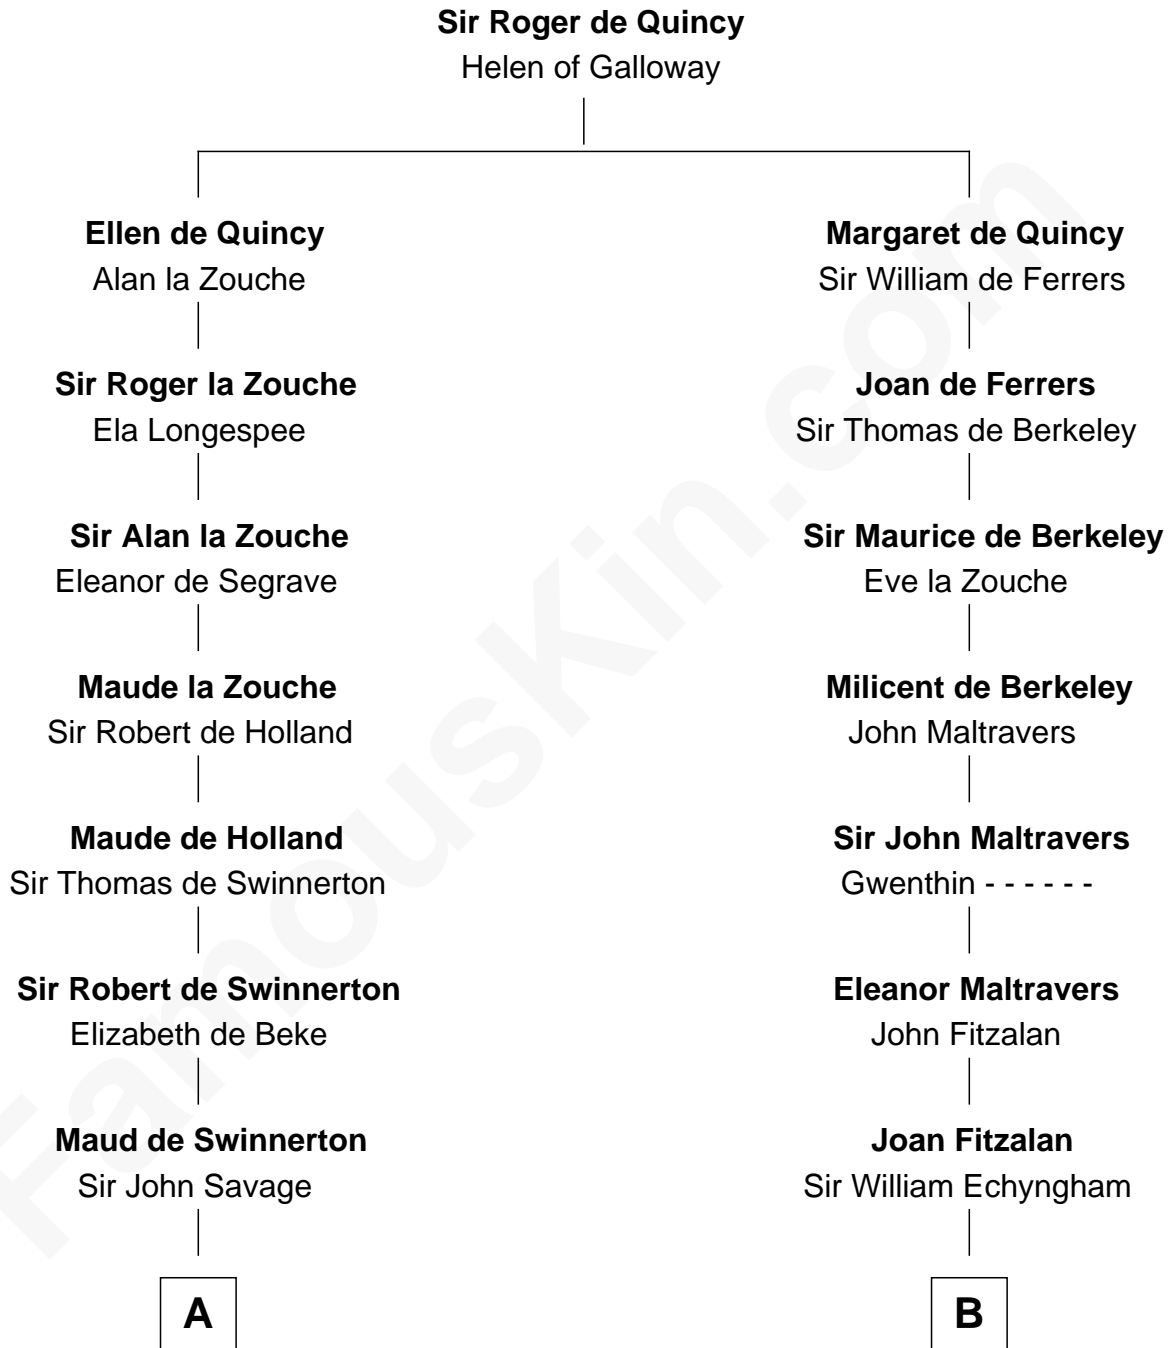 Sir Roger de Quincy
Helen of Galloway
Ellen de Quincy
Alan la Zouche
Margaret de Quincy
Sir William de Ferrers
Sir Roger la Zouche
Ela Longespee
Joan de Ferrers
Sir Thomas de Berkeley
Sir Alan la Zouche
Eleanor de Segrave
Sir Maurice de Berkeley
Eve la Zouche
Maude la Zouche
Sir Robert de Holland
Milicent de Berkeley
John Maltravers
Maude de Holland
Sir Thomas de Swinnerton
Sir John Maltravers
Gwenthin - - - - - -
Sir Robert de Swinnerton
Elizabeth de Beke
Eleanor Maltravers
John Fitzalan
Maud de Swinnerton
Sir John Savage
Joan Fitzalan
Sir William Echyngham
A
B
FamousKin.com